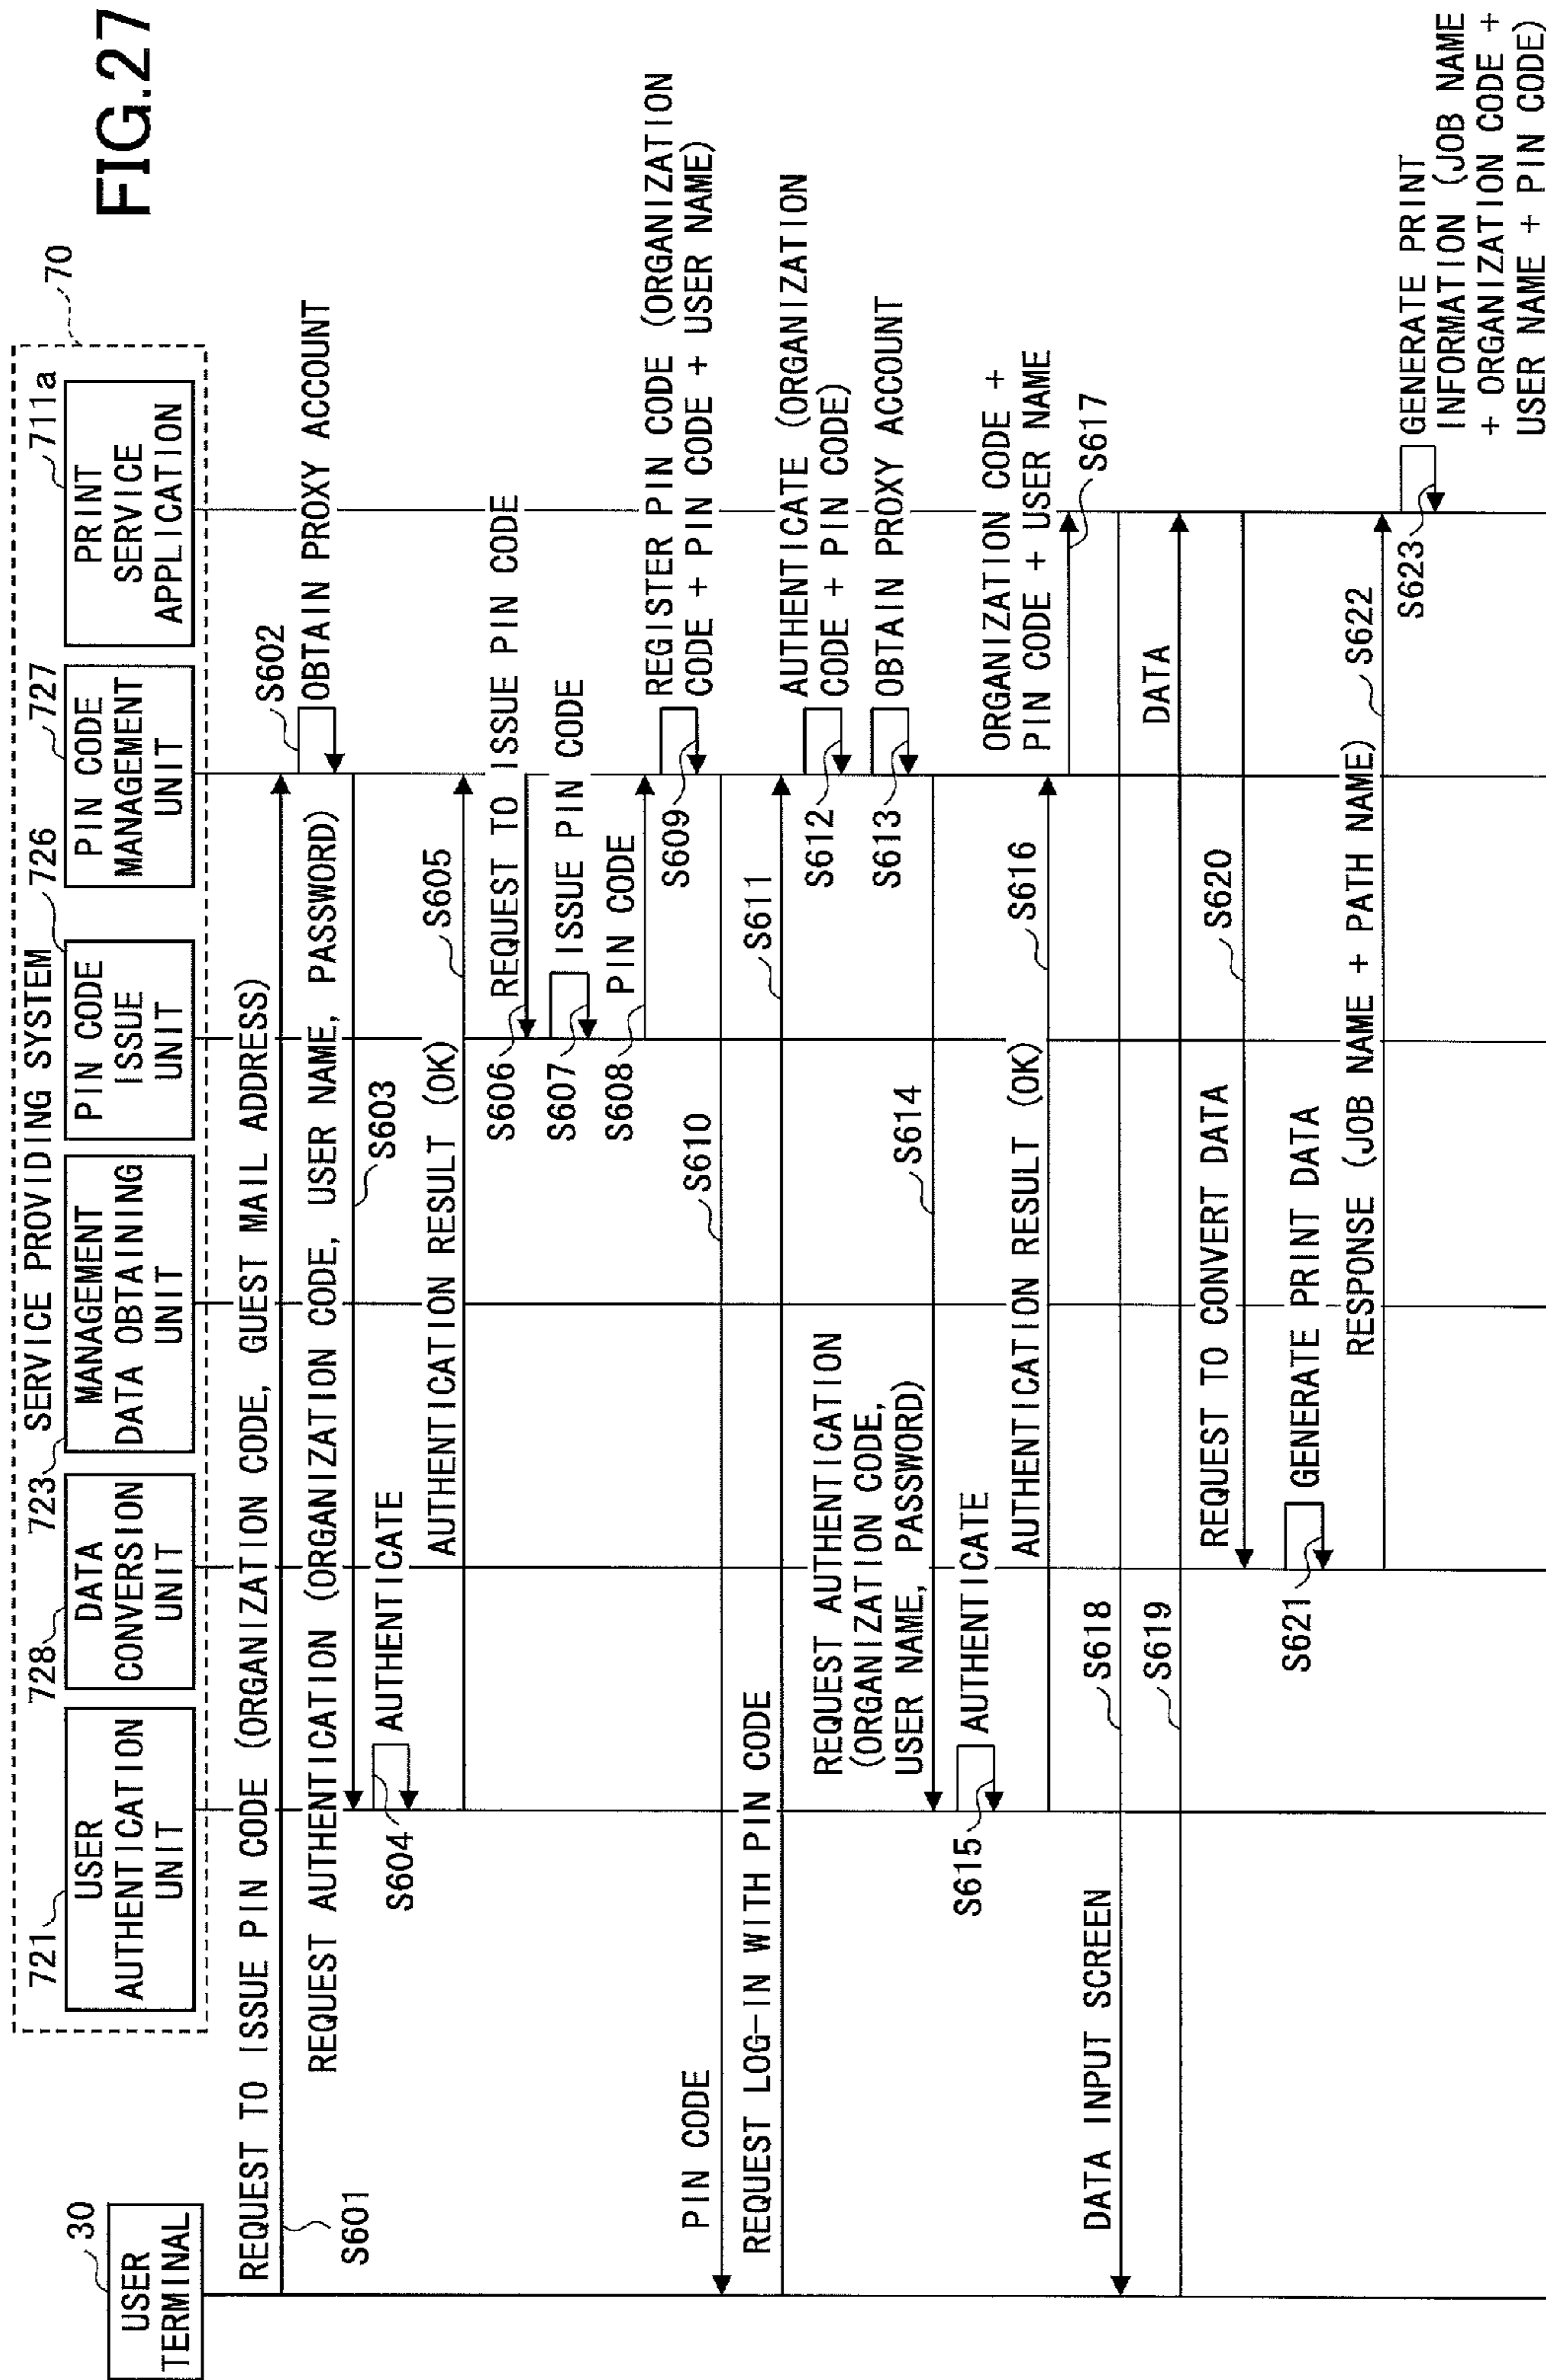 FIG.27
30
USER
TERMINAL
SERVICE PROVIDING SYSTEM
70
721
USER
AUTHENTICATION
UNIT
728
DATA
CONVERSION
UNIT
723
MANAGEMENT
DATA OBTAINING
UNIT
726
PIN CODE
ISSUE
UNIT
727
PIN CODE
MANAGEMENT
UNIT
711a
PRINT
SERVICE
APPLICATION
REQUEST TO ISSUE PIN CODE (ORGANIZATION CODE, GUEST MAIL ADDRESS)
S601
S602
OBTAIN PROXY ACCOUNT
REQUEST AUTHENTICATION (ORGANIZATION CODE, USER NAME, PASSWORD)
S603
AUTHENTICATE
S604
AUTHENTICATION RESULT (OK)
S605
REQUEST TO ISSUE PIN CODE
S606
ISSUE PIN CODE
S607
PIN CODE
S608
REGISTER PIN CODE (ORGANIZATION
CODE + PIN CODE + USER NAME)
S609
PIN CODE
S610
REQUEST LOG-IN WITH PIN CODE
S611
AUTHENTICATE (ORGANIZATION
CODE + PIN CODE)
S612
OBTAIN PROXY ACCOUNT
S613
REQUEST AUTHENTICATION
(ORGANIZATION CODE,
USER NAME, PASSWORD)
S614
AUTHENTICATE
S615
AUTHENTICATION RESULT (OK)
S616
ORGANIZATION CODE +
PIN CODE + USER NAME
S617
DATA INPUT SCREEN
S618
DATA
S619
REQUEST TO CONVERT DATA
S620
GENERATE PRINT DATA
S621
RESPONSE (JOB NAME + PATH NAME)
S622
GENERATE PRINT
INFORMATION (JOB NAME
+ ORGANIZATION CODE +
USER NAME + PIN CODE)
S623